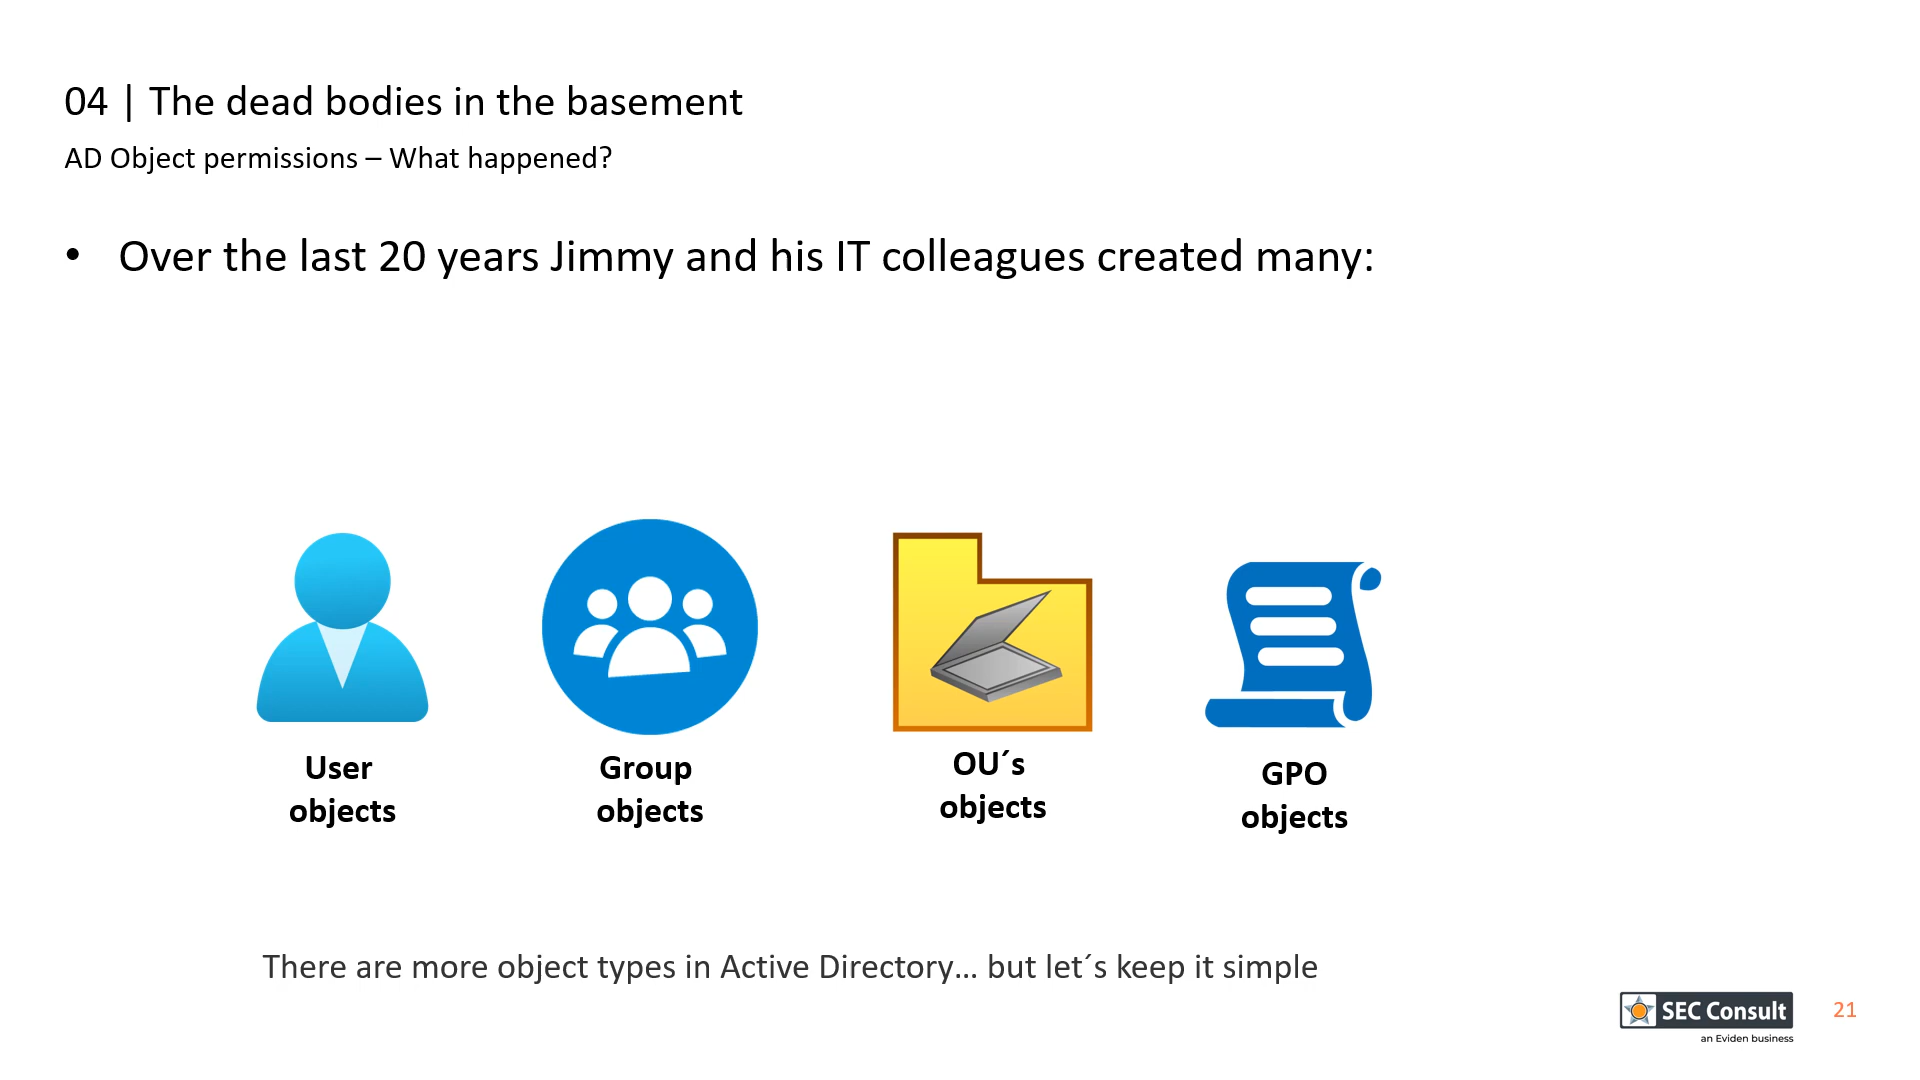 04 | The dead bodies in the basement
AD Object permissions – What happened?
• Over the last 20 years Jimmy and his IT colleagues created many:
User
objects
Group
objects
OU´s
objects
GPO
objects
There are more object types in Active Directory… but let´s keep it simple
SEC Consult
an Eviden business
21